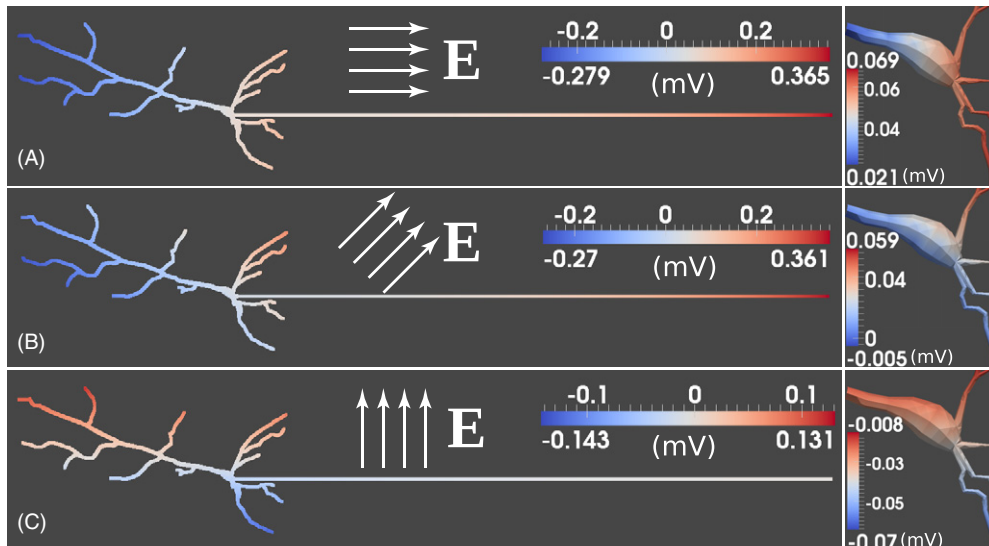 -0.2 0 0.2
E
-0.279 (mV) 0.365
0.069
0.06
0.04
0.021 (mV)
(A)
-0.2 0 0.2
E
-0.27 (mV) 0.361
0.059
0.04
0
-0.005 (mV)
(B)
-0.1 0 0.1
E
-0.143 (mV) 0.131
-0.008
-0.03
-0.05
-0.07 (mV)
(C)